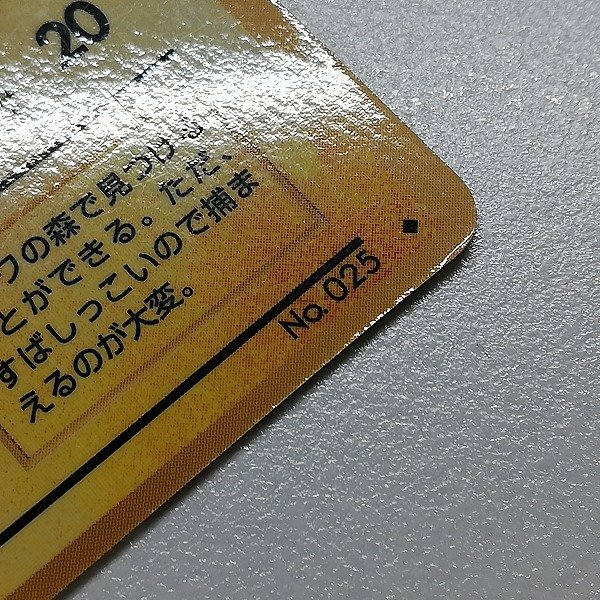 20
ワの森で見つける
とができる。ただ、
すばしっこいので捕ま
えるのが大変。
No. 025